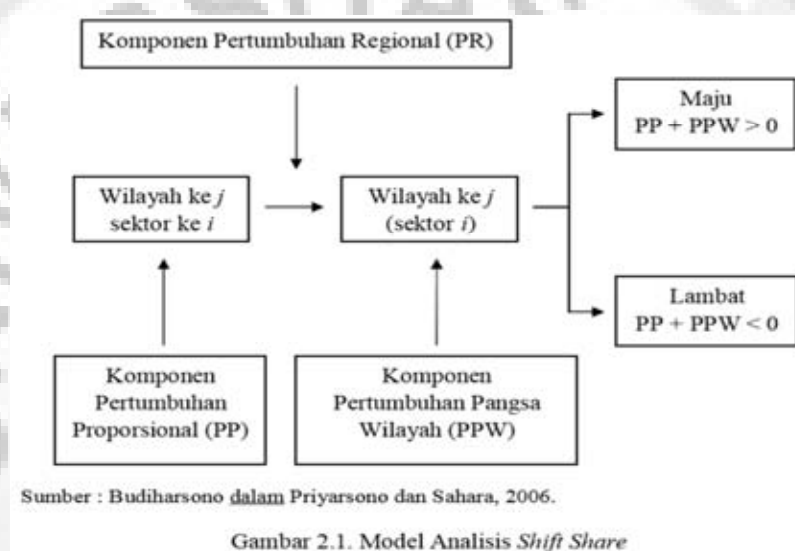 Komponen Pertumbuhan Regional (PR)
Maju
PP + PPW > 0
Wilayah ke j
sektor ke i
Wilayah ke j
(sektor i)
Lambat
PP + PPW < 0
Komponen
Pertumbuhan
Proporsional (PP)
Komponen
Pertumbuhan Pangsa
Wilayah (PPW)
Sumber : Budiharsono dalam Priyarsono dan Sahara, 2006.
Gambar 2.1. Model Analisis Shift Share